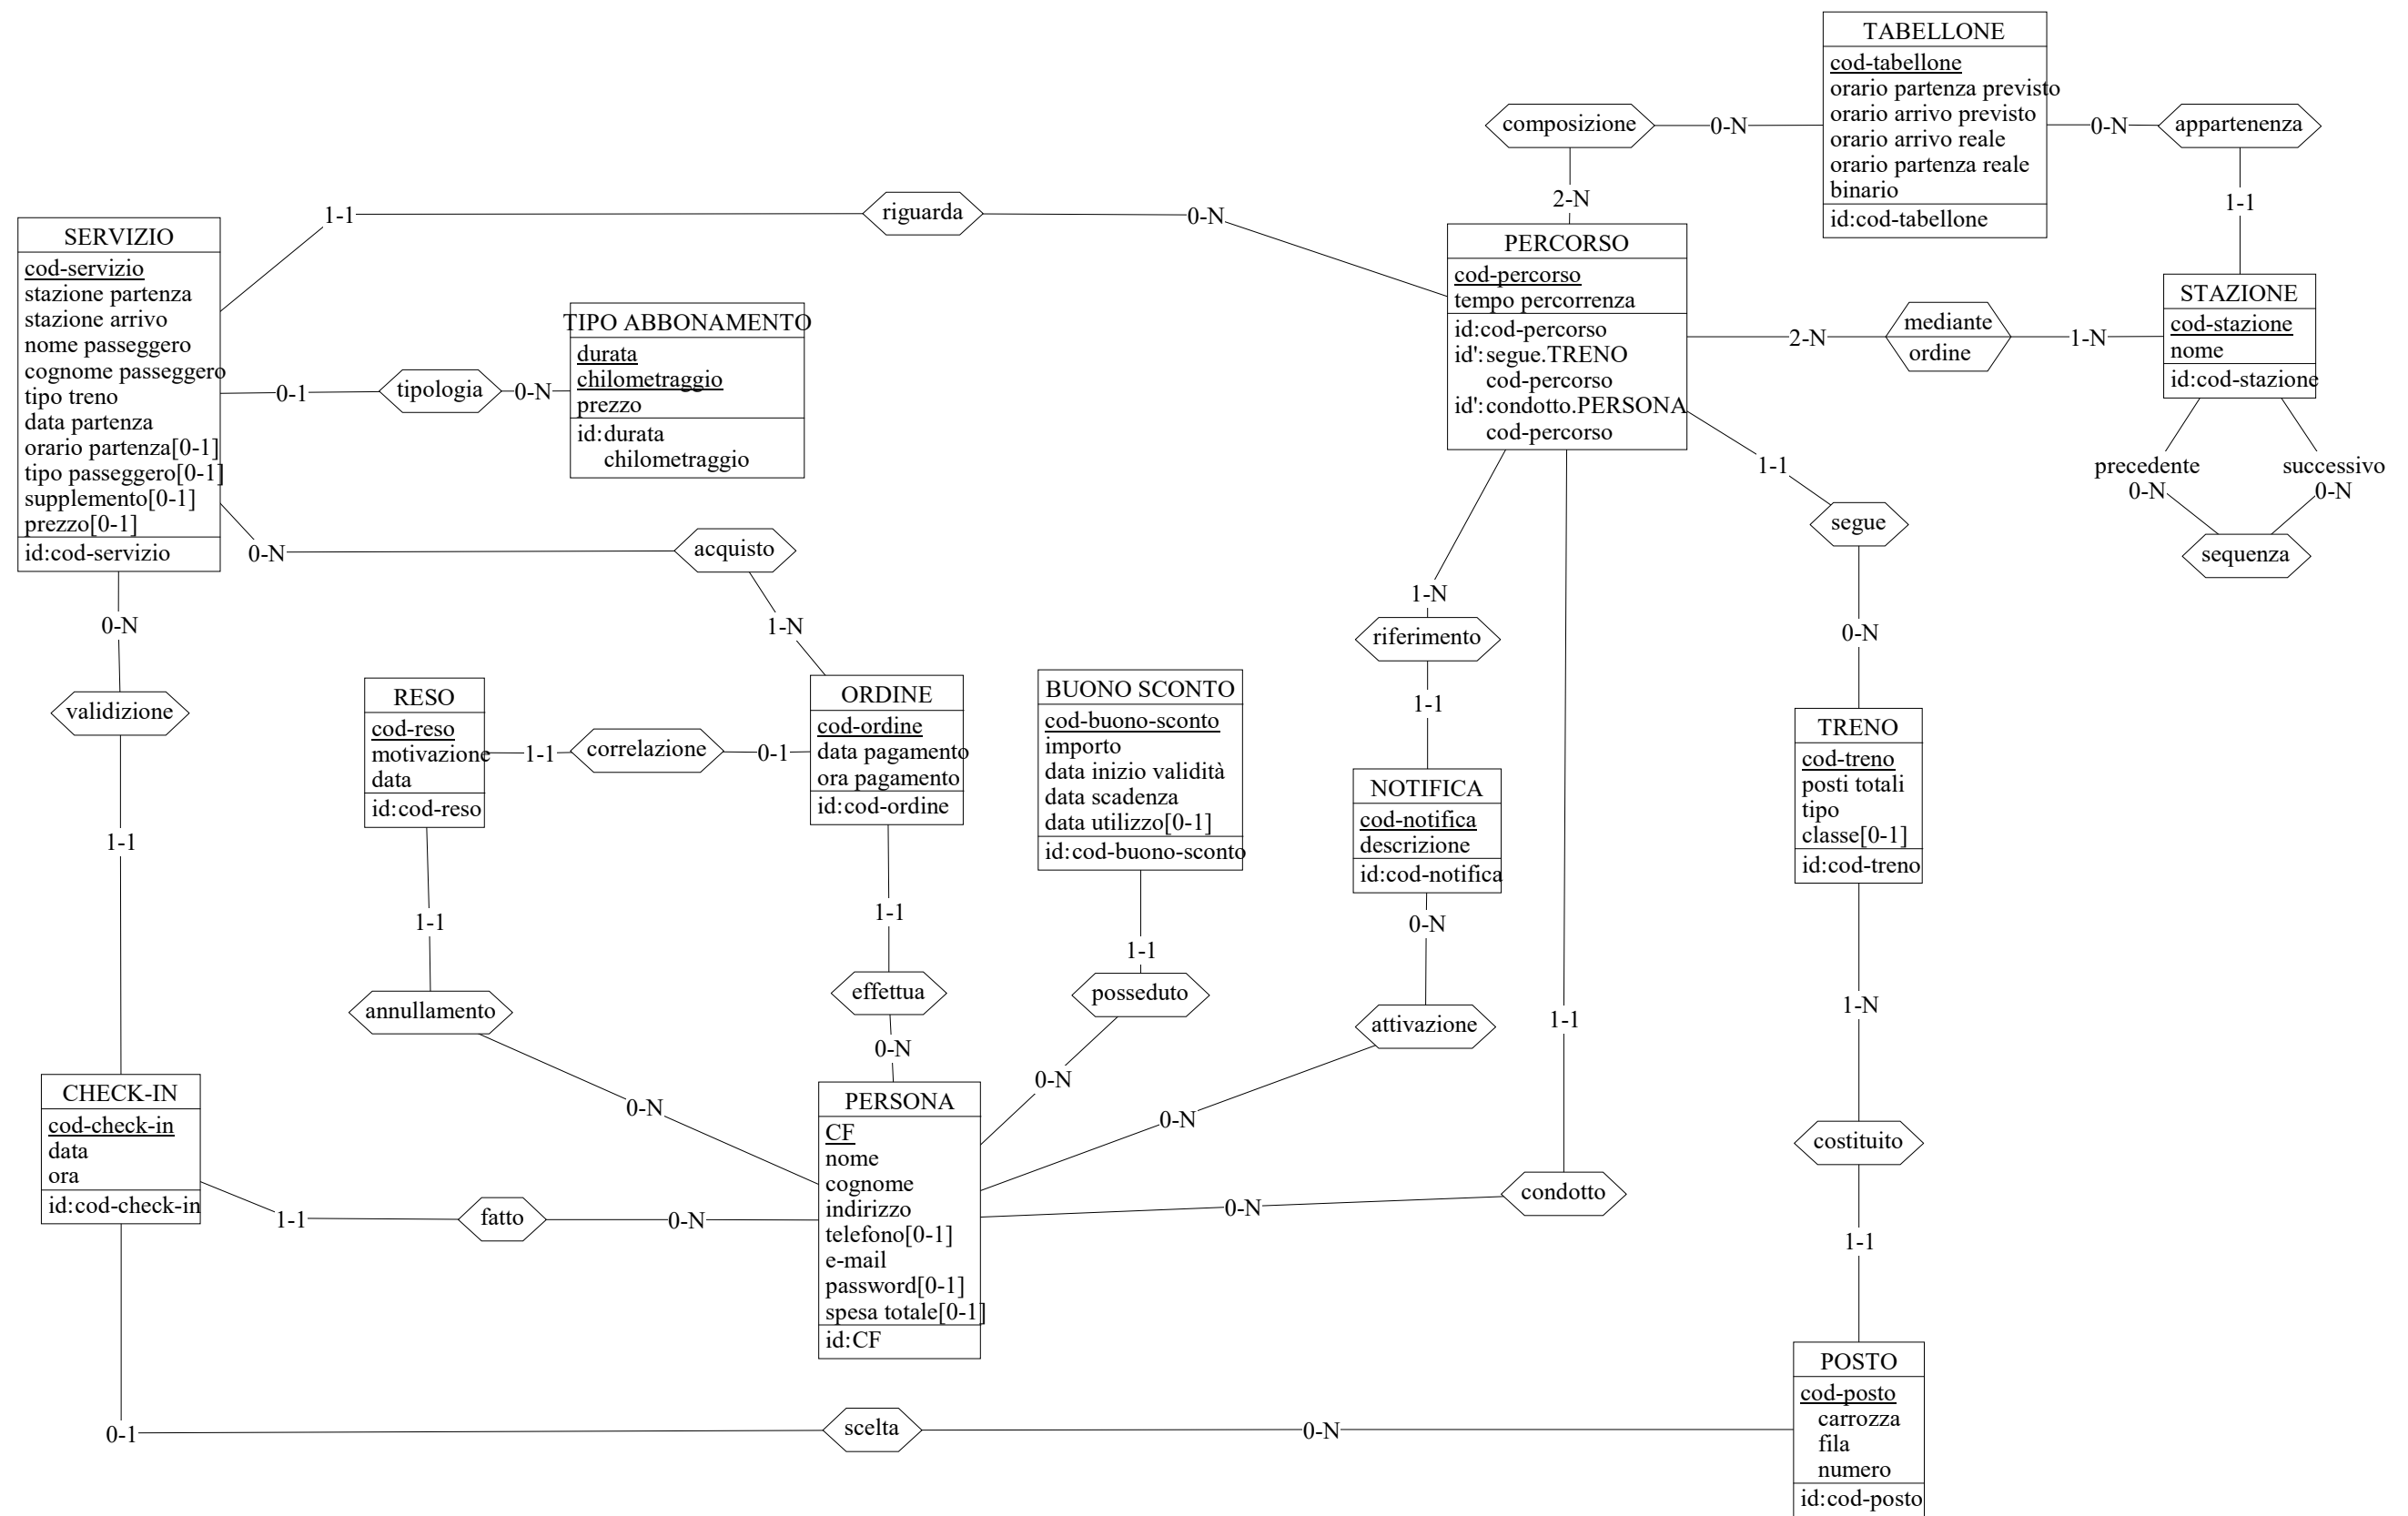 TABELLONE
cod-tabellone
orario partenza previsto
orario arrivo previsto
orario arrivo reale
orario partenza reale
binario
id:cod-tabellone
composizione
0-N
0-N
appartenenza
2-N
1-1
1-1
riguarda
0-N
SERVIZIO
cod-servizio
stazione partenza
stazione arrivo
nome passeggero
cognome passeggero
tipo treno
data partenza
orario partenza[0-1]
tipo passeggero[0-1]
supplemento[0-1]
prezzo[0-1]
id:cod-servizio
0-1
tipologia
0-N
TIPO ABBONAMENTO
durata
chilometraggio
prezzo
id:durata
chilometraggio
PERCORSO
cod-percorso
tempo percorrenza
id:cod-percorso
id':segue.TRENO
cod-percorso
id':condotto.PERSONA
cod-percorso
2-N
mediante
ordine
1-N
STAZIONE
cod-stazione
nome
id:cod-stazione
precedente
0-N
successivo
0-N
sequenza
1-1
segue
0-N
0-N
acquisto
1-N
1-N
riferimento
1-1
0-N
validizione
1-1
RESO
cod-reso
motivazione
data
id:cod-reso
1-1
correlazione
0-1
ORDINE
cod-ordine
data pagamento
ora pagamento
id:cod-ordine
BUONO SCONTO
cod-buono-sconto
importo
data inizio validità
data scadenza
data utilizzo[0-1]
id:cod-buono-sconto
NOTIFICA
cod-notifica
descrizione
id:cod-notifica
TRENO
cod-treno
posti totali
tipo
classe[0-1]
id:cod-treno
1-1
annullamento
0-N
1-1
effettua
0-N
1-1
posseduto
0-N
0-N
attivazione
0-N
1-1
condotto
0-N
1-N
costituito
1-1
CHECK-IN
cod-check-in
data
ora
id:cod-check-in
1-1
fatto
0-N
PERSONA
CF
nome
cognome
indirizzo
telefono[0-1]
e-mail
password[0-1]
spesa totale[0-1]
id:CF
0-1
scelta
0-N
POSTO
cod-posto
carrozza
fila
numero
id:cod-posto